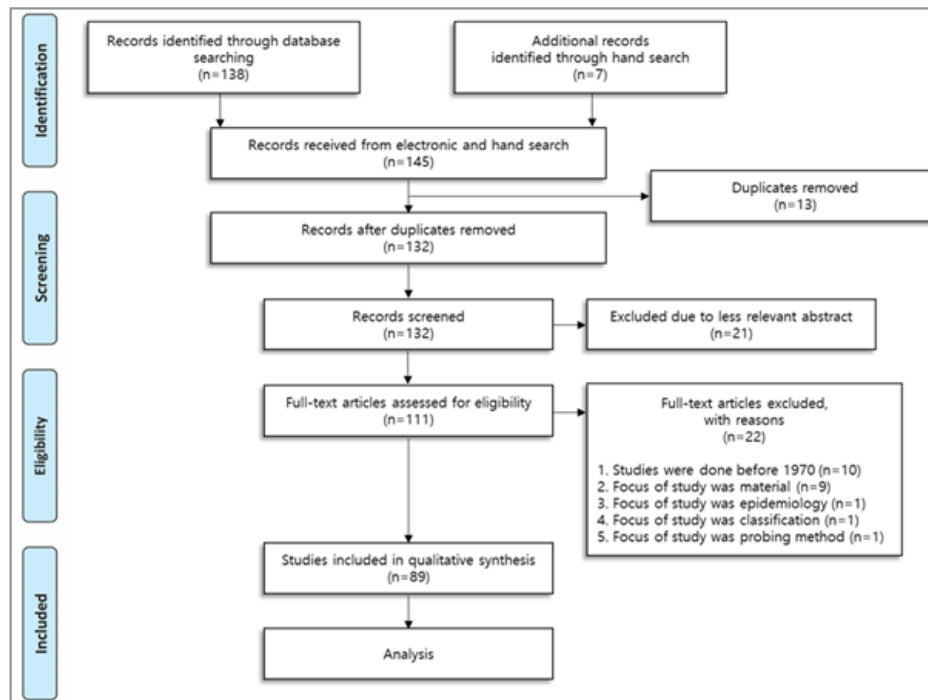 Identification
Records identified through database
searching
(n=138)
Additional records
identified through hand search
(n=7)
Records received from electronic and hand search
(n=145)
Screening
Duplicates removed
(n=13)
Records after duplicates removed
(n=132)
Records screened
(n=132)
Excluded due to less relevant abstract
(n=21)
Eligibility
Full-text articles assessed for eligibility
(n=111)
Full-text articles excluded,
with reasons
(n=22)
1. Studies were done before 1970 (n=10)
2. Focus of study was material (n=9)
3. Focus of study was epidemiology (n=1)
4. Focus of study was classification (n=1)
5. Focus of study was probing method (n=1)
Included
Studies included in qualitative synthesis
(n=89)
Analysis